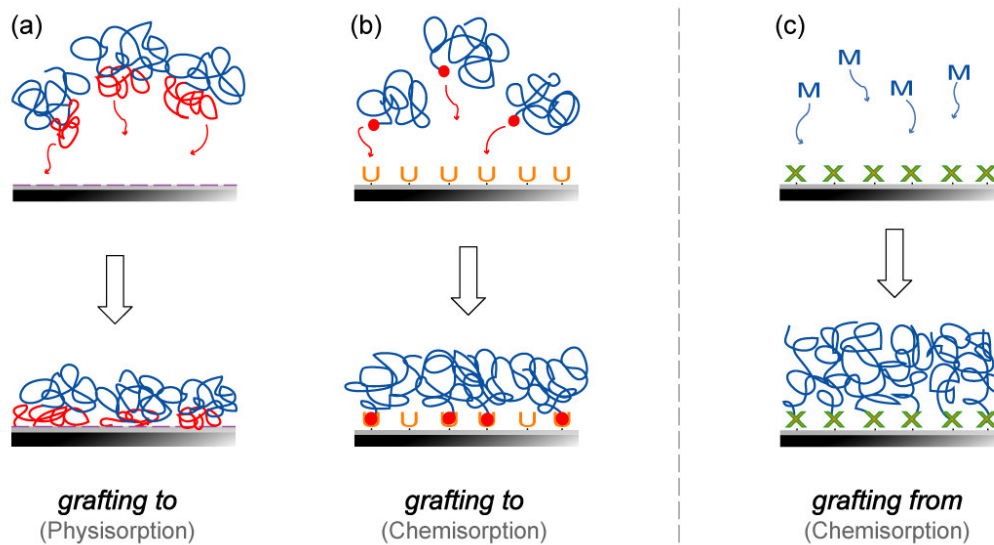 (a)
(b)
(c)
M
M
M
M
U U U U U U
X X X X X X
U U U U U U
X X X X X X
grafting to
(Physisorption)
grafting to
(Chemisorption)
grafting from
(Chemisorption)